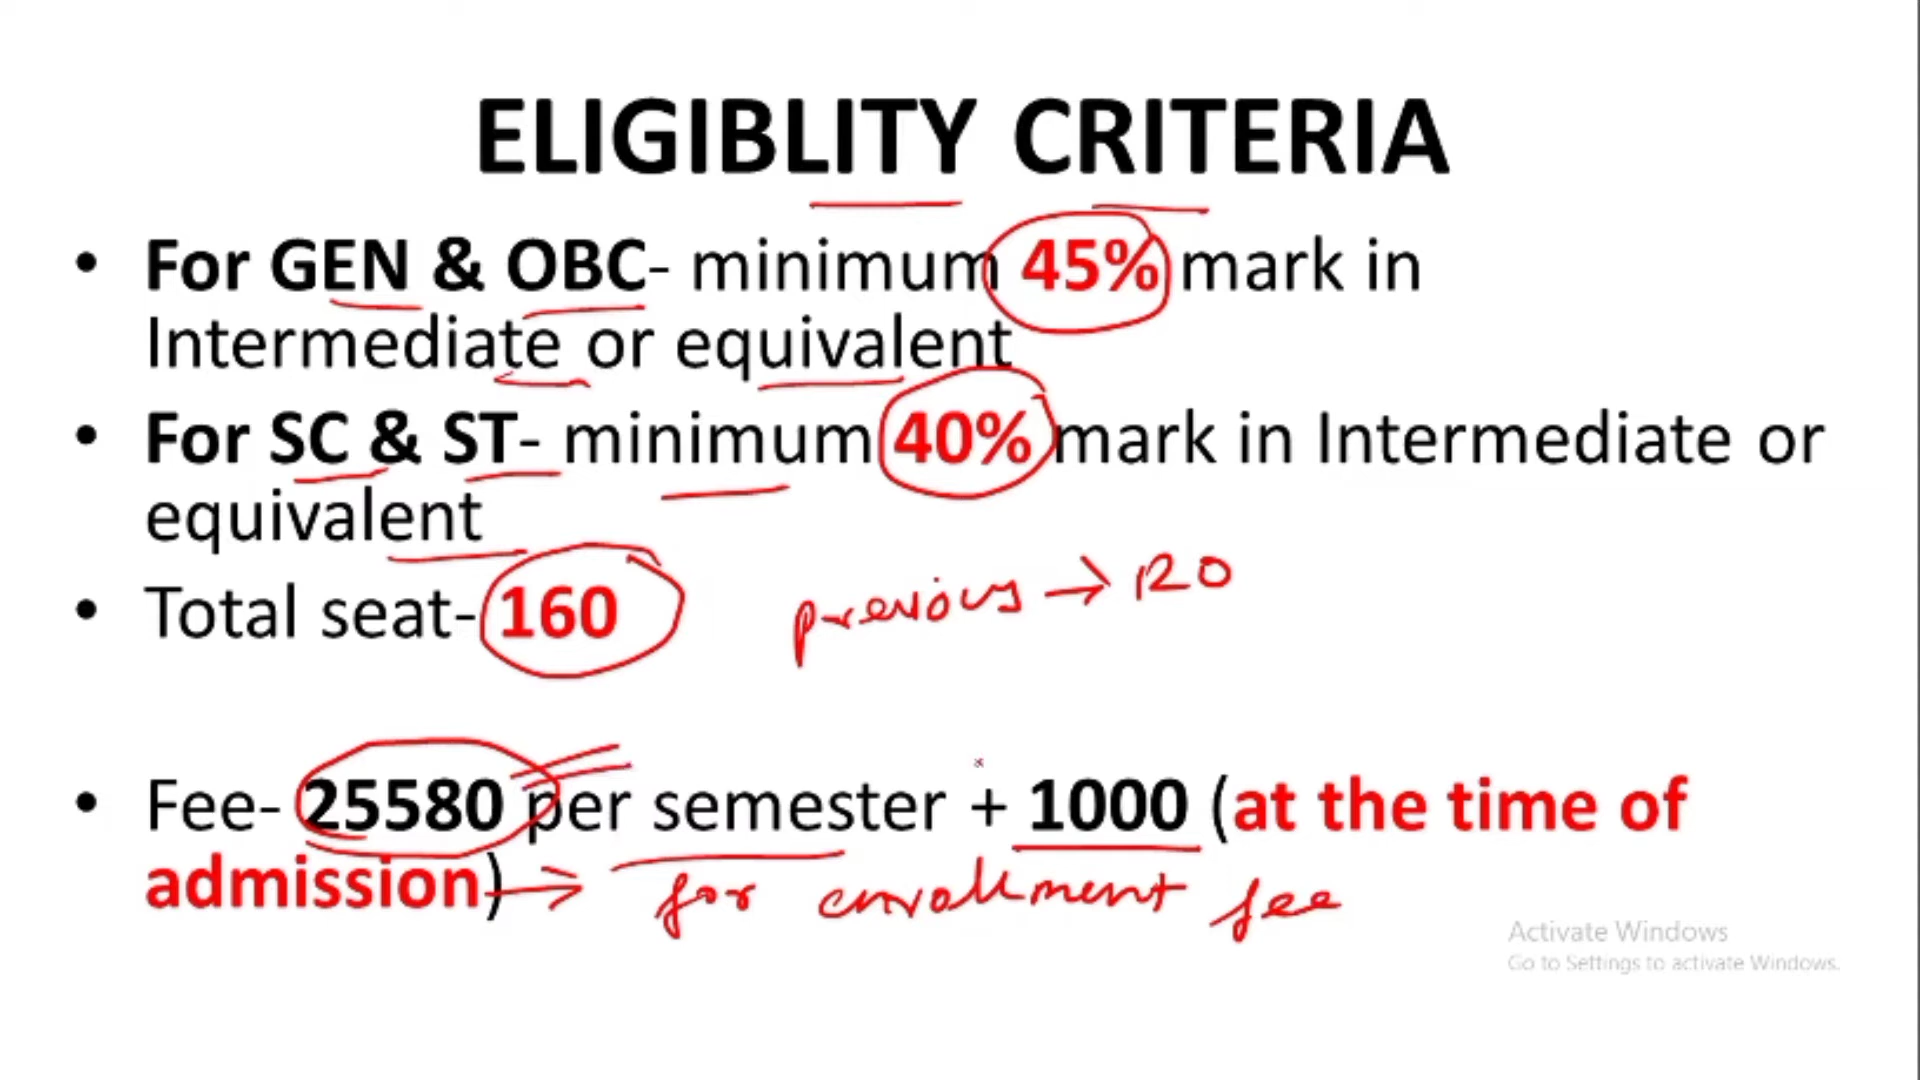 ELIGIBLITY CRITERIA
• For GEN & OBC- minimum 45% mark in
Intermediate or equivalent
• For SC & ST- minimum 40% mark in Intermediate or
equivalent
• Total seat- 160 previous → 120
• Fee- 25580 per semester + 1000 (at the time of
admission) → for enrollment fee
Activate Windows
Go to Settings to activate Windows.